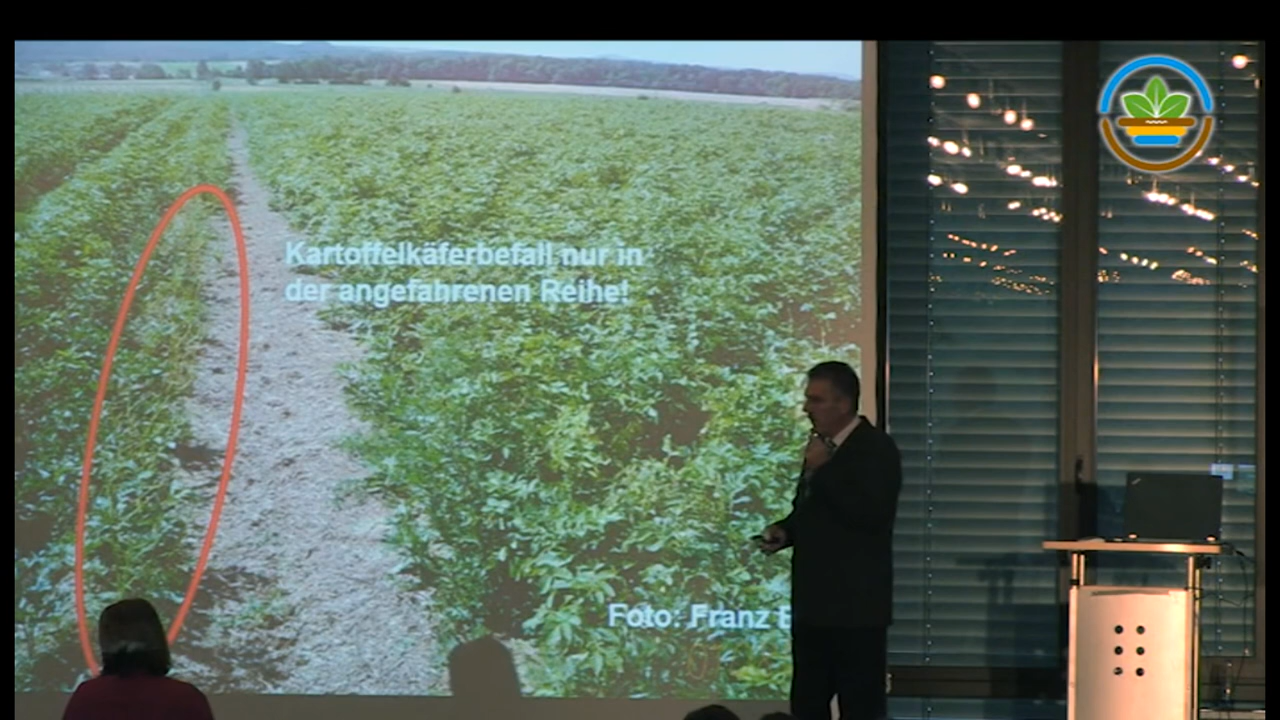 Kartoffelkäferbefall nur in
der angefahrenen Reihe!
Foto: Franz